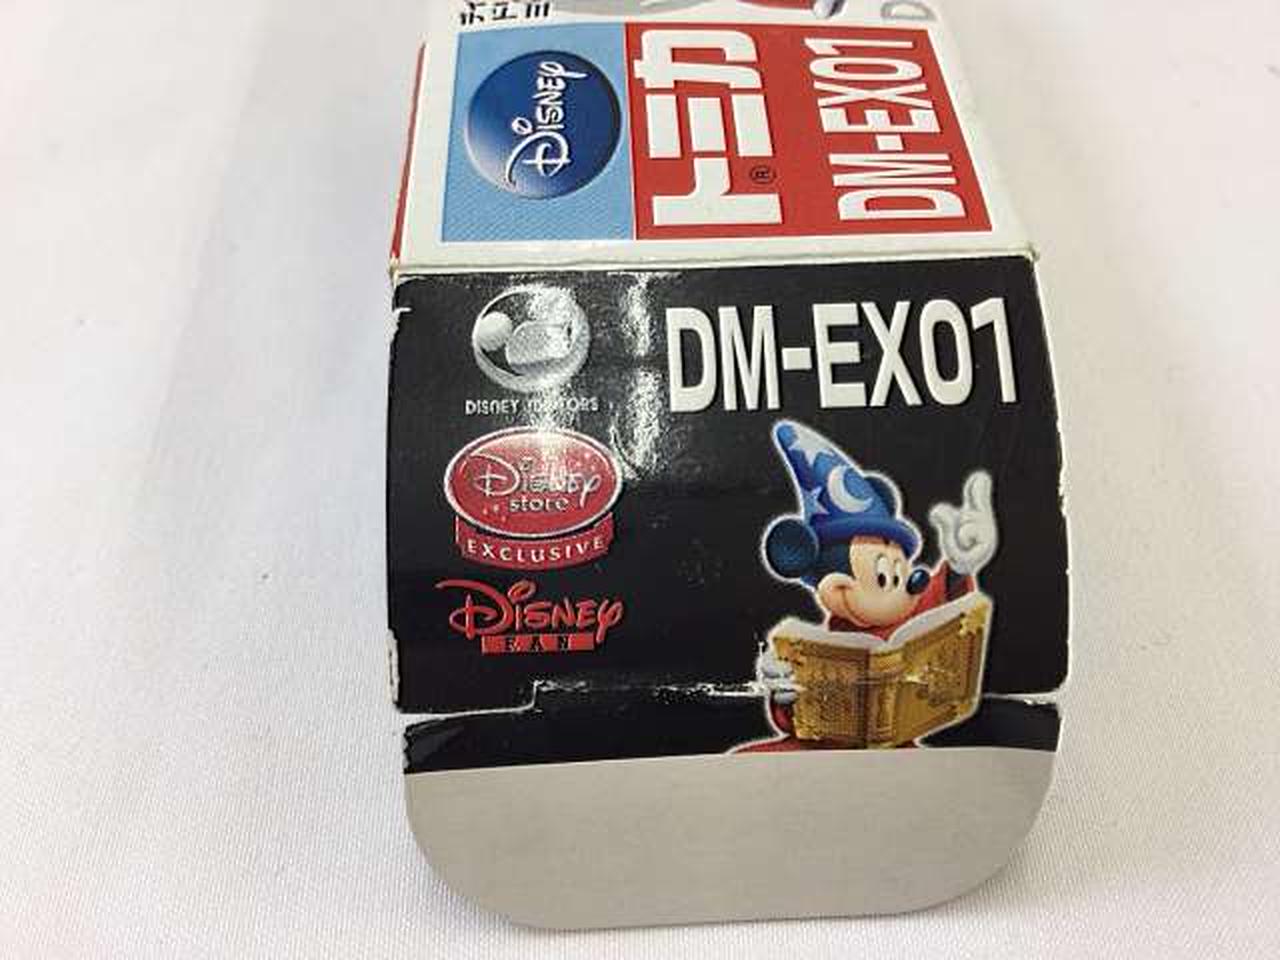 Disney
トミカ®
DM-EX01
DISNEY MOTORS
DM-EX01
Disney
store
EXCLUSIVE
Disney
FAN